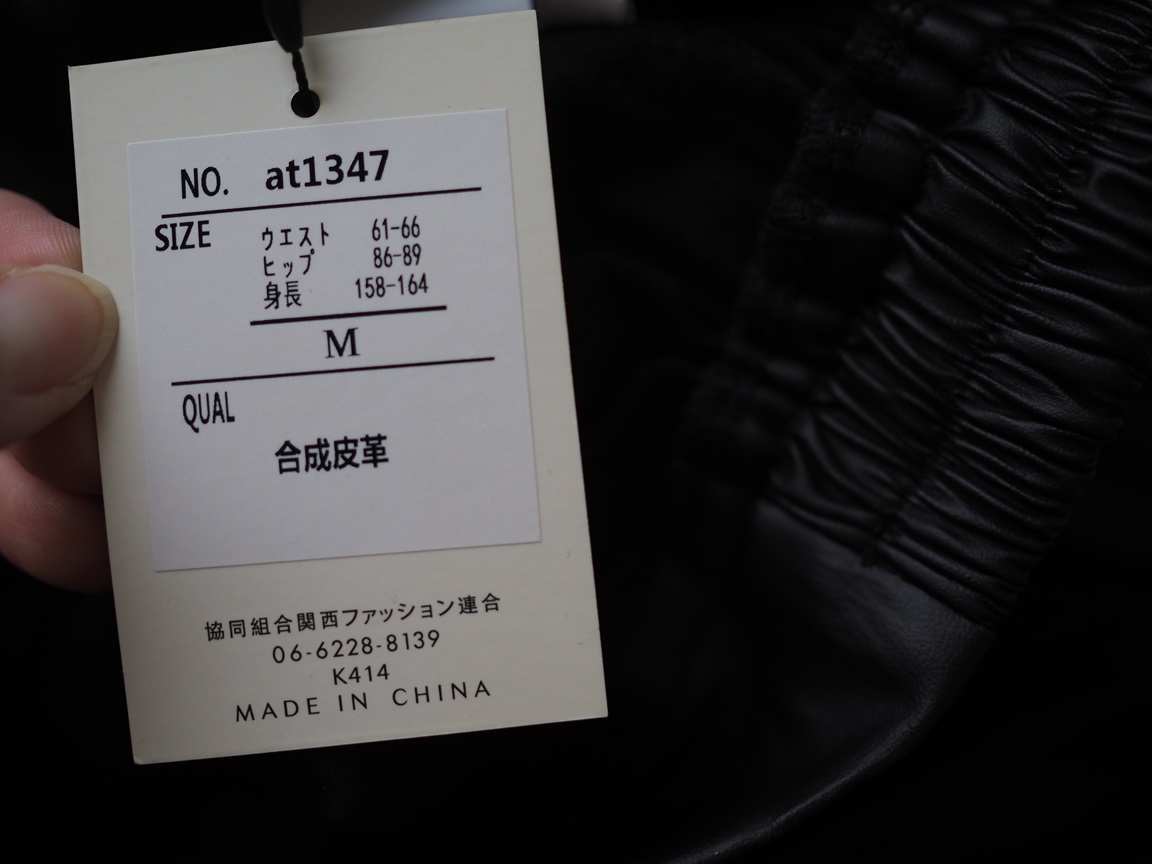 NO. at1347
SIZE
ウエスト 61-66
ヒップ 86-89
身長 158-164
M
QUAL
合成皮革
協同組合関西ファッション連合
06-6228-8139
K414
MADE IN CHINA